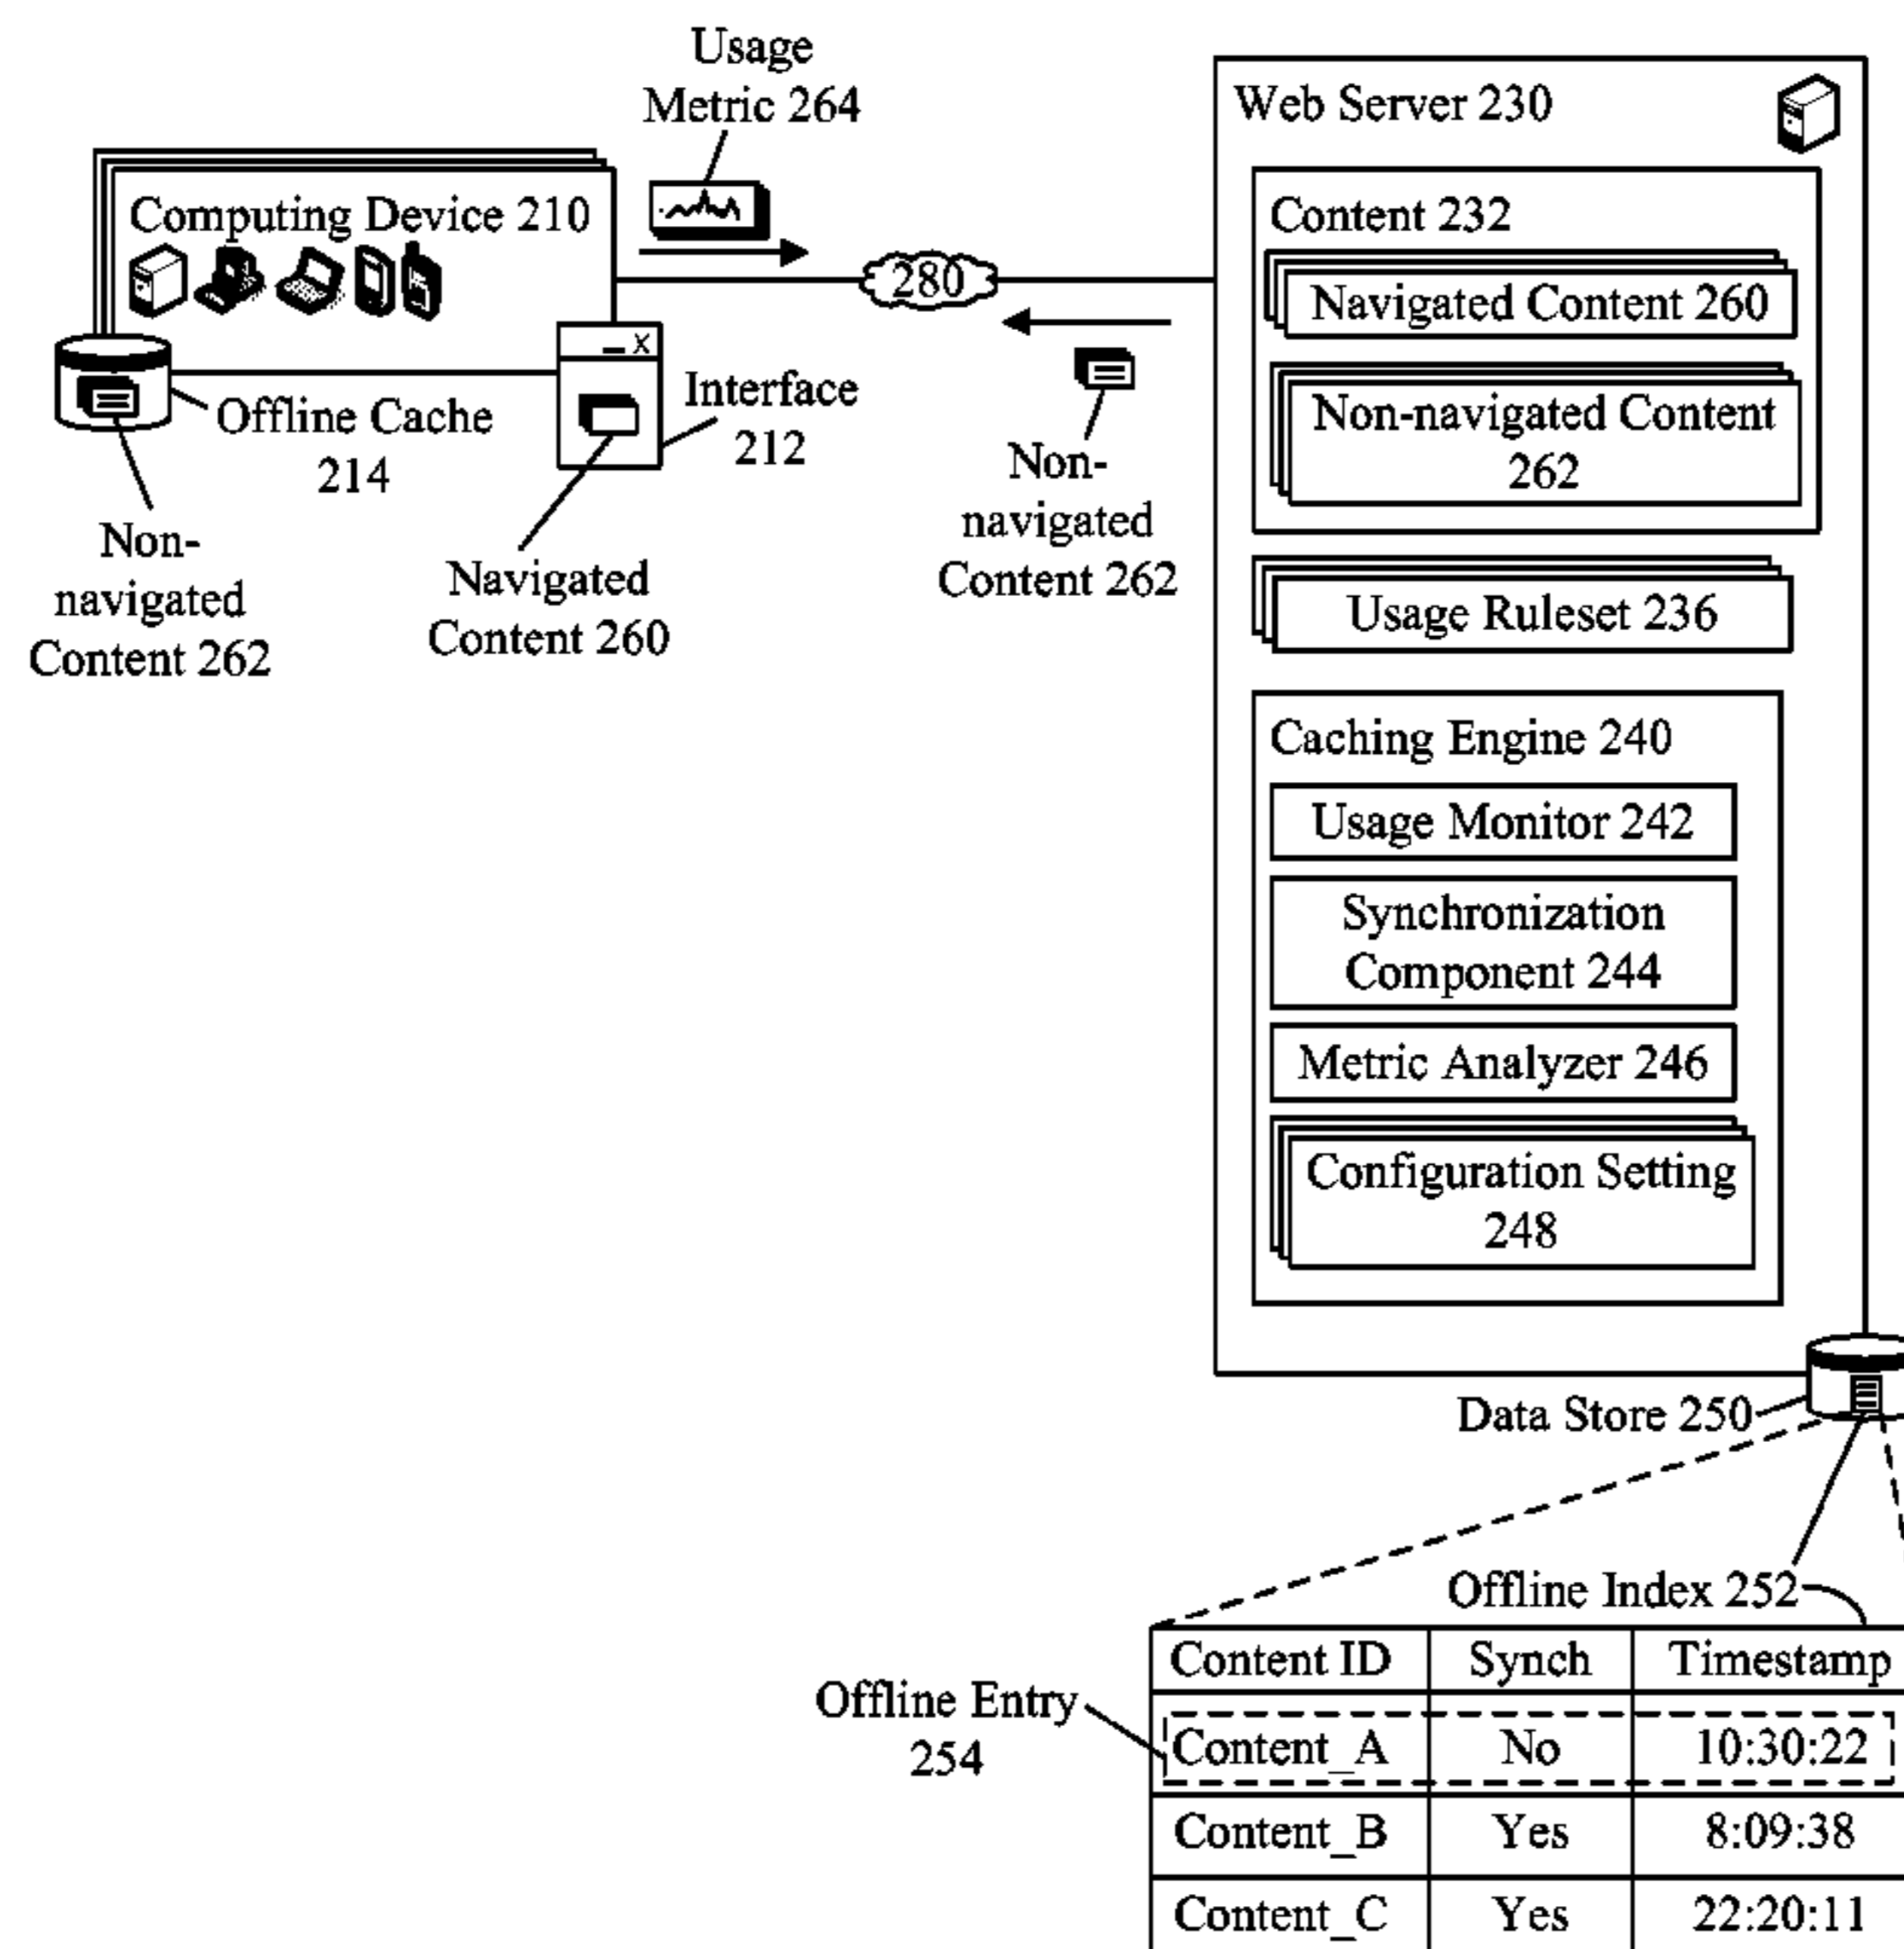 Usage
Metric 264
Computing Device 210
280
X
Offline Cache
214
Interface
212
Non-
navigated
Content 262
Navigated
Content 260
Non-
navigated
Content 262
Web Server 230
Content 232
Navigated Content 260
Non-navigated Content
262
Usage Ruleset 236
Caching Engine 240
Usage Monitor 242
Synchronization
Component 244
Metric Analyzer 246
Configuration Setting
248
Data Store 250
Offline Index 252
Offline Entry
254
Content ID Synch Timestamp
Content_A No 10:30:22
Content_B Yes 8:09:38
Content_C Yes 22:20:11